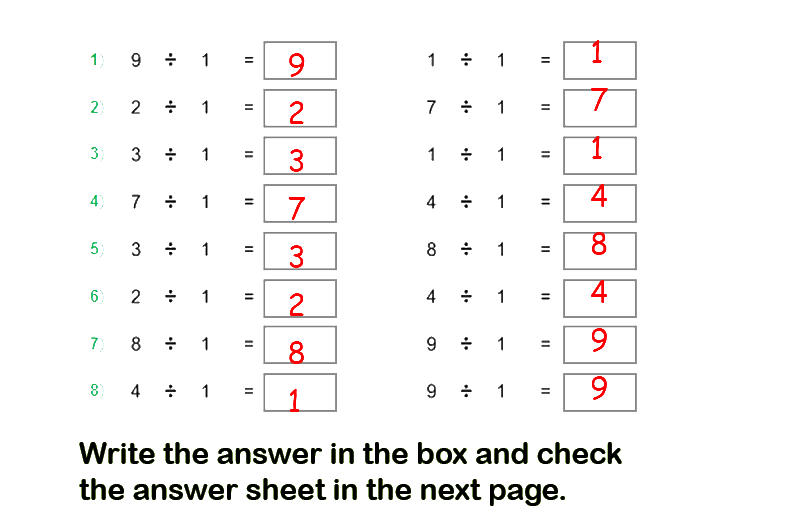 1) 9 ÷ 1 = 9 1 ÷ 1 = 1
2) 2 ÷ 1 = 2 7 ÷ 1 = 7
3) 3 ÷ 1 = 3 1 ÷ 1 = 1
4) 7 ÷ 1 = 7 4 ÷ 1 = 4
5) 3 ÷ 1 = 3 8 ÷ 1 = 8
6) 2 ÷ 1 = 2 4 ÷ 1 = 4
7) 8 ÷ 1 = 8 9 ÷ 1 = 9
8) 4 ÷ 1 = 1 9 ÷ 1 = 9
Write the answer in the box and check
the answer sheet in the next page.